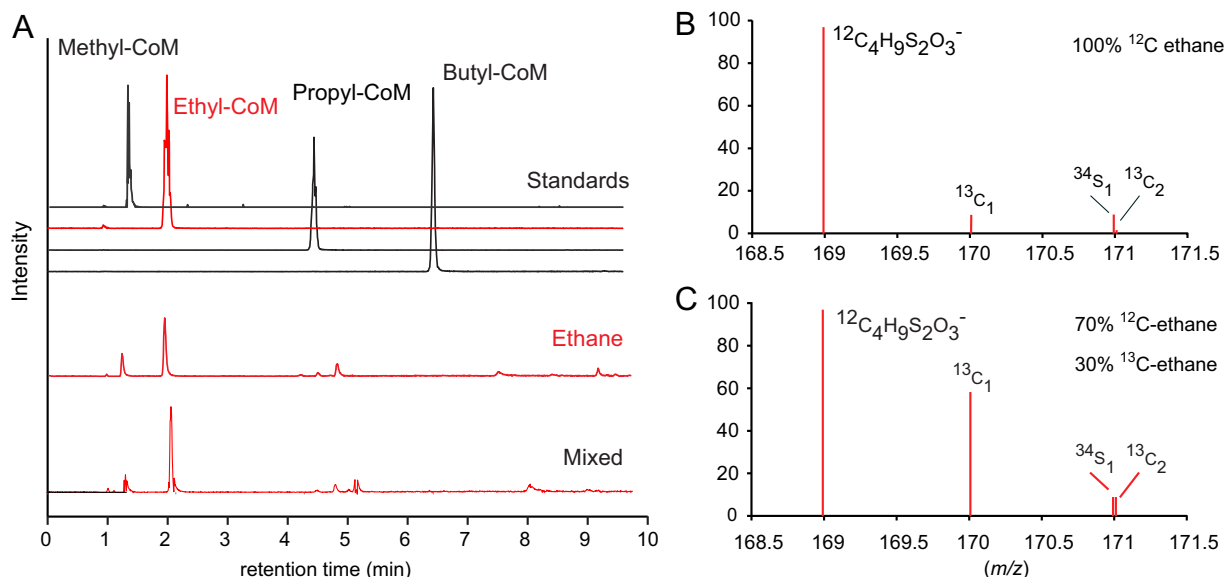 A
Methyl-CoM
Ethyl-CoM
Propyl-CoM
Butyl-CoM
Standards
Ethane
Mixed
Intensity
0 1 2 3 4 5 6 7 8 9 10
retention time (min)
B
¹²C₄H₉S₂O₃⁻
100% ¹²C ethane
100
80
60
40
20
0
¹³C₁
³⁴S₁
¹³C₂
168.5 169 169.5 170 170.5 171 171.5
C
¹²C₄H₉S₂O₃⁻
70% ¹²C-ethane
30% ¹³C-ethane
100
80
60
40
20
0
¹³C₁
³⁴S₁
¹³C₂
168.5 169 169.5 170 170.5 171 171.5
(m/z)